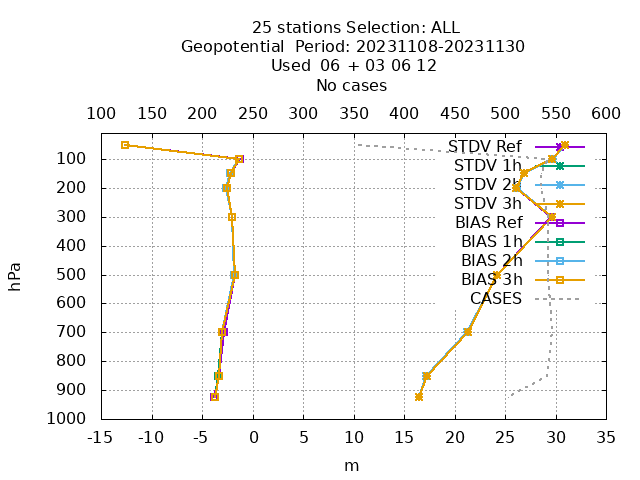 25 stations Selection: ALL
Geopotential  Period: 20231108-20231130
Used  06 + 03 06 12
No cases
100 150 200 250 300 350 400 450 500 550 600
STDV Ref
STDV 1h
STDV 2h
STDV 3h
BIAS Ref
BIAS 1h
BIAS 2h
BIAS 3h
CASES
hPa
100
200
300
400
500
600
700
800
900
1000
-15 -10 -5 0 5 10 15 20 25 30 35
m